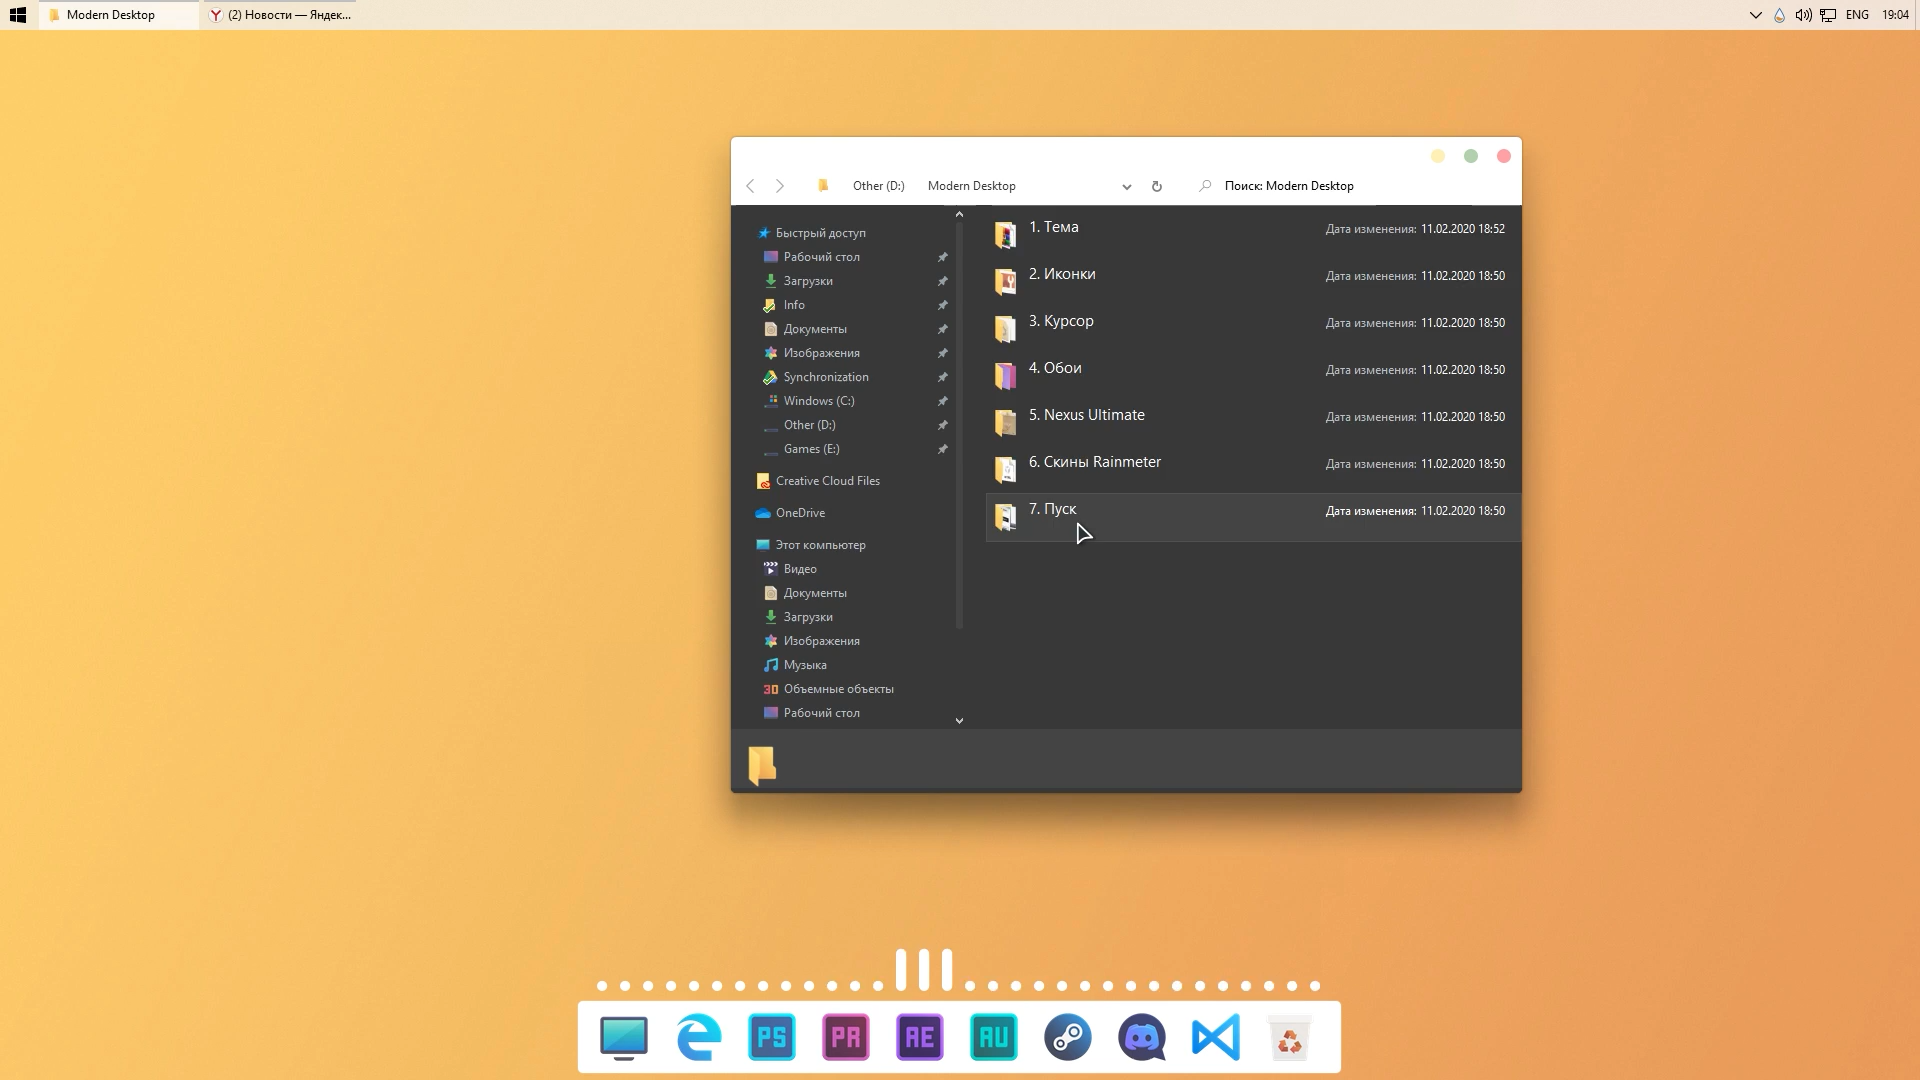 Modern Desktop
(2) Новости — Яндек...
ENG
19:04
Other (D:)
Modern Desktop
Поиск: Modern Desktop
Быстрый доступ
Рабочий стол
Загрузки
Info
Документы
Изображения
Synchronization
Windows (C:)
Other (D:)
Games (E:)
Creative Cloud Files
OneDrive
Этот компьютер
Видео
Документы
Загрузки
Изображения
Музыка
3D Объемные объекты
Рабочий стол
1. Тема
Дата изменения: 11.02.2020 18:52
2. Иконки
Дата изменения: 11.02.2020 18:50
3. Курсор
Дата изменения: 11.02.2020 18:50
4. Обои
Дата изменения: 11.02.2020 18:50
5. Nexus Ultimate
Дата изменения: 11.02.2020 18:50
6. Скины Rainmeter
Дата изменения: 11.02.2020 18:50
7. Пуск
Дата изменения: 11.02.2020 18:50
PS
PR
AE
AU